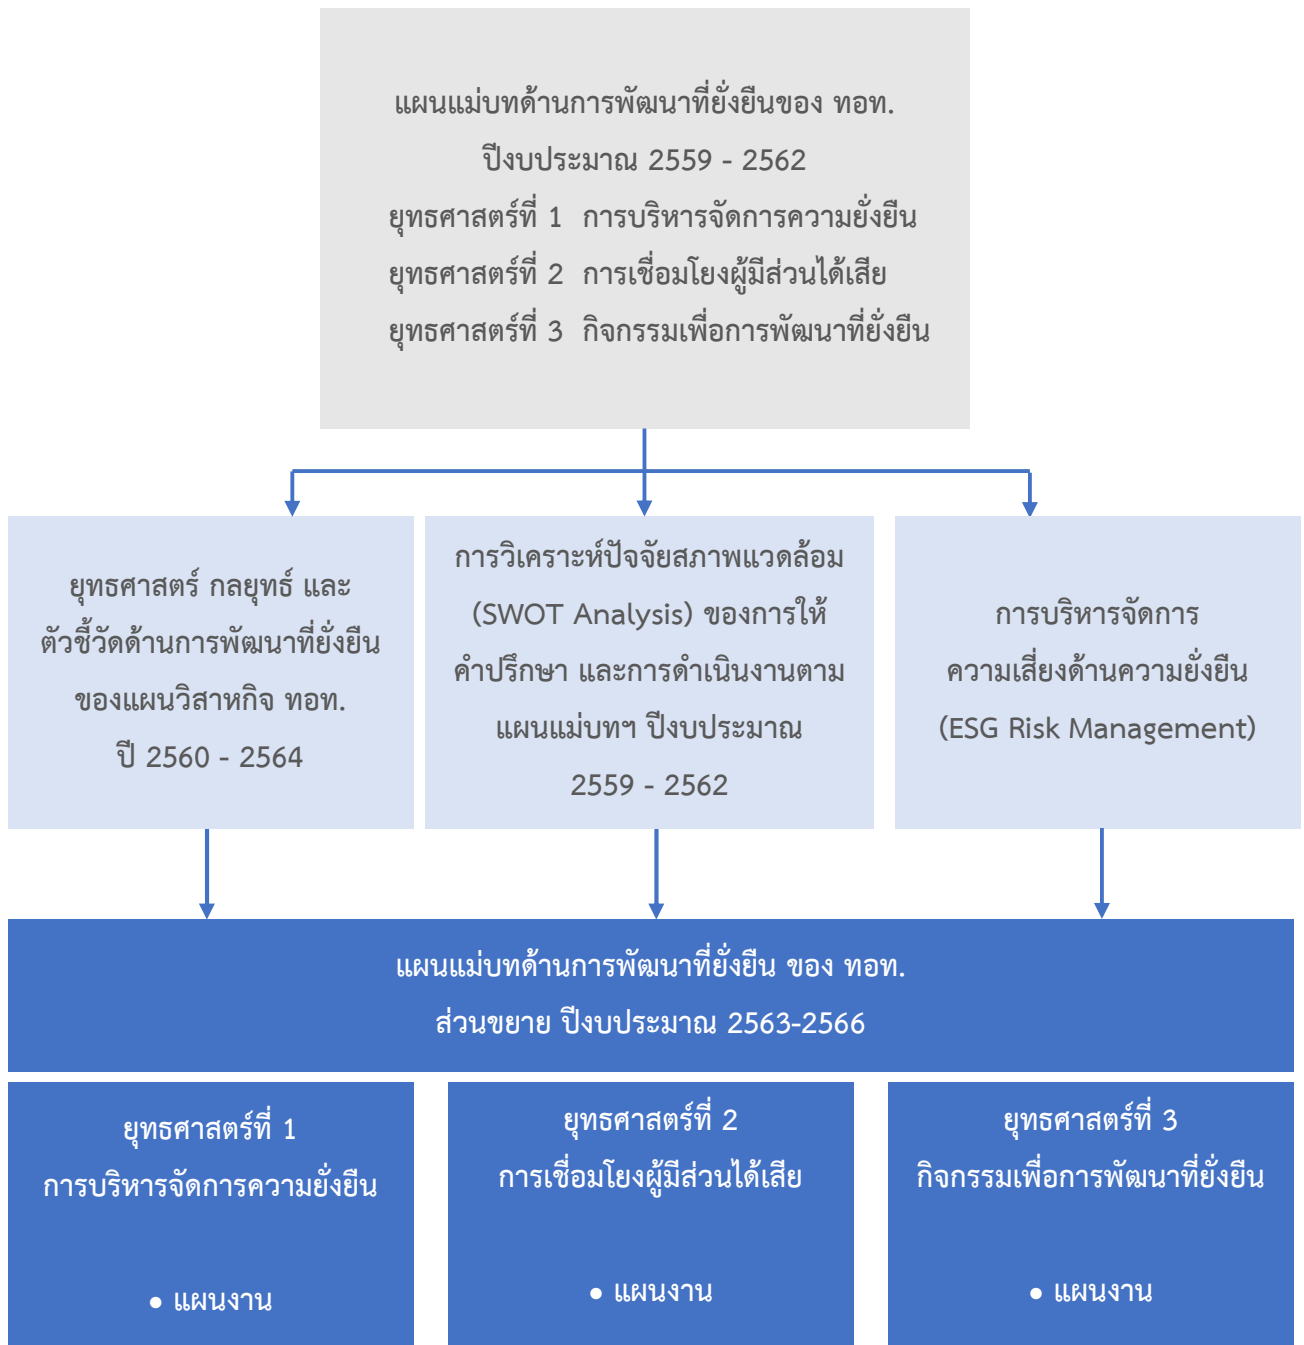 แผนแม่บทด้านการพัฒนาที่ยั่งยืนของ ทอท.
ปีงบประมาณ 2559 - 2562
ยุทธศาสตร์ที่ 1 การบริหารจัดการความยั่งยืน
ยุทธศาสตร์ที่ 2 การเชื่อมโยงผู้มีส่วนได้เสีย
ยุทธศาสตร์ที่ 3 กิจกรรมเพื่อการพัฒนาที่ยั่งยืน
ยุทธศาสตร์ กลยุทธ์ และ
ตัวชี้วัดด้านการพัฒนาที่ยั่งยืน
ของแผนวิสาหกิจ ทอท.
ปี 2560 - 2564
การวิเคราะห์ปัจจัยสภาพแวดล้อม
(SWOT Analysis) ของการให้
คำปรึกษา และการดำเนินงานตาม
แผนแม่บทฯ ปีงบประมาณ
2559 - 2562
การบริหารจัดการ
ความเสี่ยงด้านความยั่งยืน
(ESG Risk Management)
แผนแม่บทด้านการพัฒนาที่ยั่งยืน ของ ทอท.
ส่วนขยาย ปีงบประมาณ 2563-2566
ยุทธศาสตร์ที่ 1
การบริหารจัดการความยั่งยืน
• แผนงาน
ยุทธศาสตร์ที่ 2
การเชื่อมโยงผู้มีส่วนได้เสีย
• แผนงาน
ยุทธศาสตร์ที่ 3
กิจกรรมเพื่อการพัฒนาที่ยั่งยืน
• แผนงาน